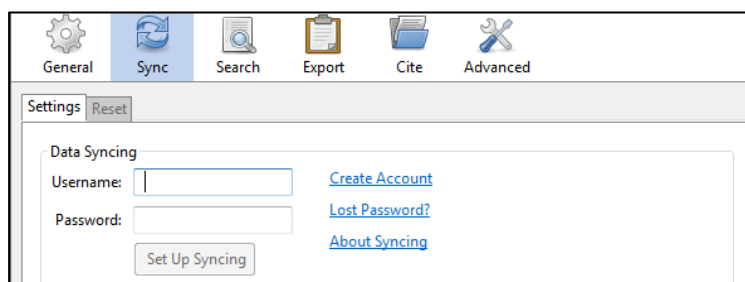 General Sync Search Export Cite Advanced
Settings Reset
Data Syncing
Username: Create Account
Password: Lost Password?
About Syncing
Set Up Syncing